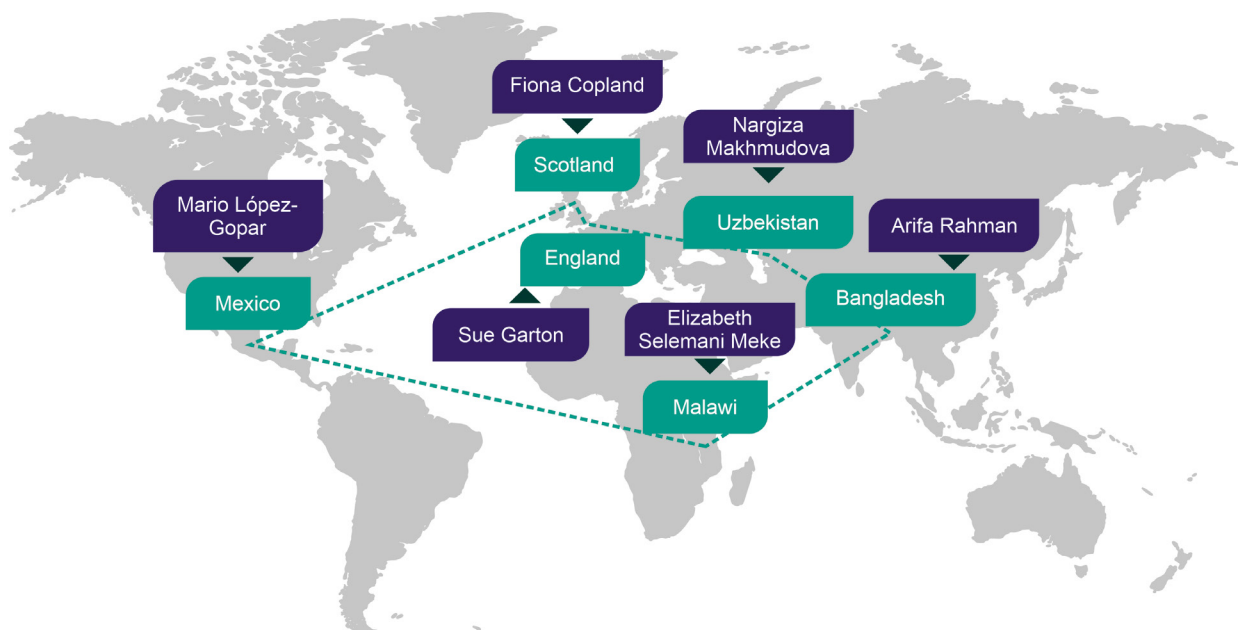 Fiona Copland
Scotland
Nargiza
Makhmudova
Uzbekistan
Mario López-
Gopar
Mexico
Arifa Rahman
Bangladesh
England
Sue Garton
Elizabeth
Selemani Meke
Malawi